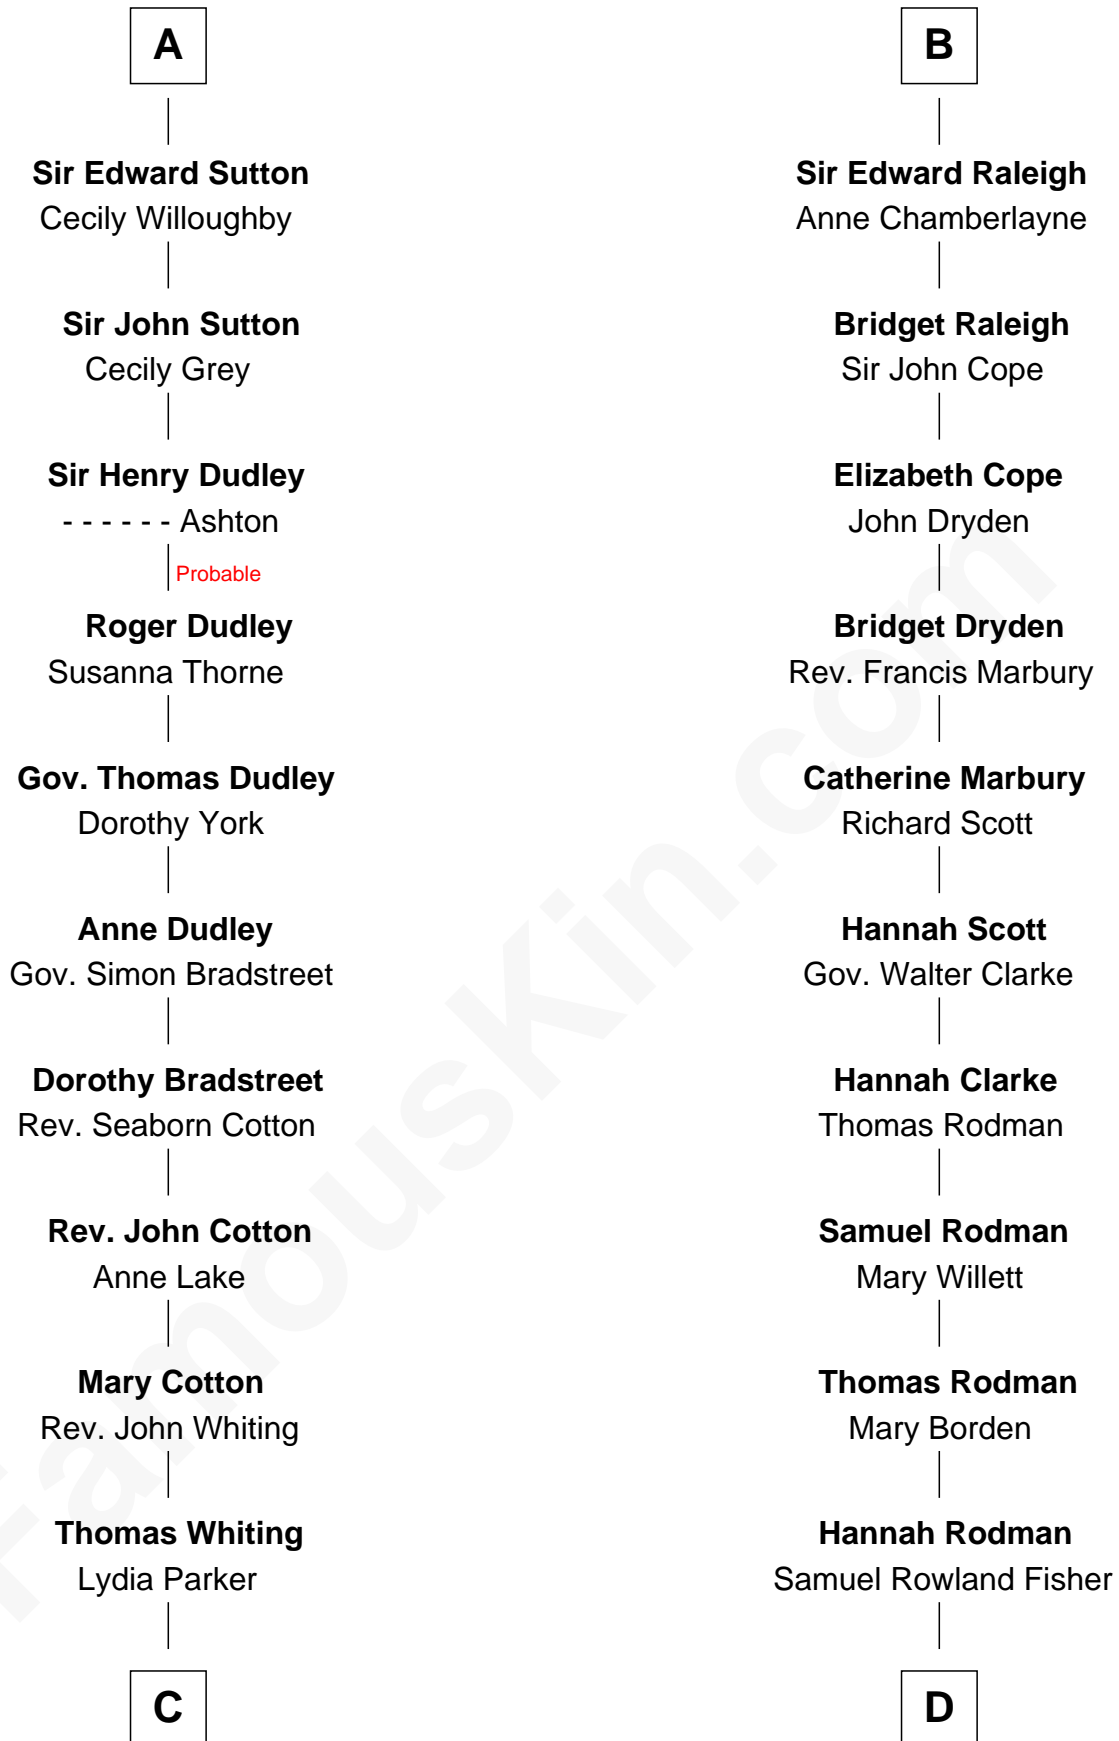 A
Sir Edward Sutton
Cecily Willoughby
Sir John Sutton
Cecily Grey
Sir Henry Dudley
- - - - - - Ashton
Probable
Roger Dudley
Susanna Thorne
Gov. Thomas Dudley
Dorothy York
Anne Dudley
Gov. Simon Bradstreet
Dorothy Bradstreet
Rev. Seaborn Cotton
Rev. John Cotton
Anne Lake
Mary Cotton
Rev. John Whiting
Thomas Whiting
Lydia Parker
C
B
Sir Edward Raleigh
Anne Chamberlayne
Bridget Raleigh
Sir John Cope
Elizabeth Cope
John Dryden
Bridget Dryden
Rev. Francis Marbury
Catherine Marbury
Richard Scott
Hannah Scott
Gov. Walter Clarke
Hannah Clarke
Thomas Rodman
Samuel Rodman
Mary Willett
Thomas Rodman
Mary Borden
Hannah Rodman
Samuel Rowland Fisher
D
FamousKin.com